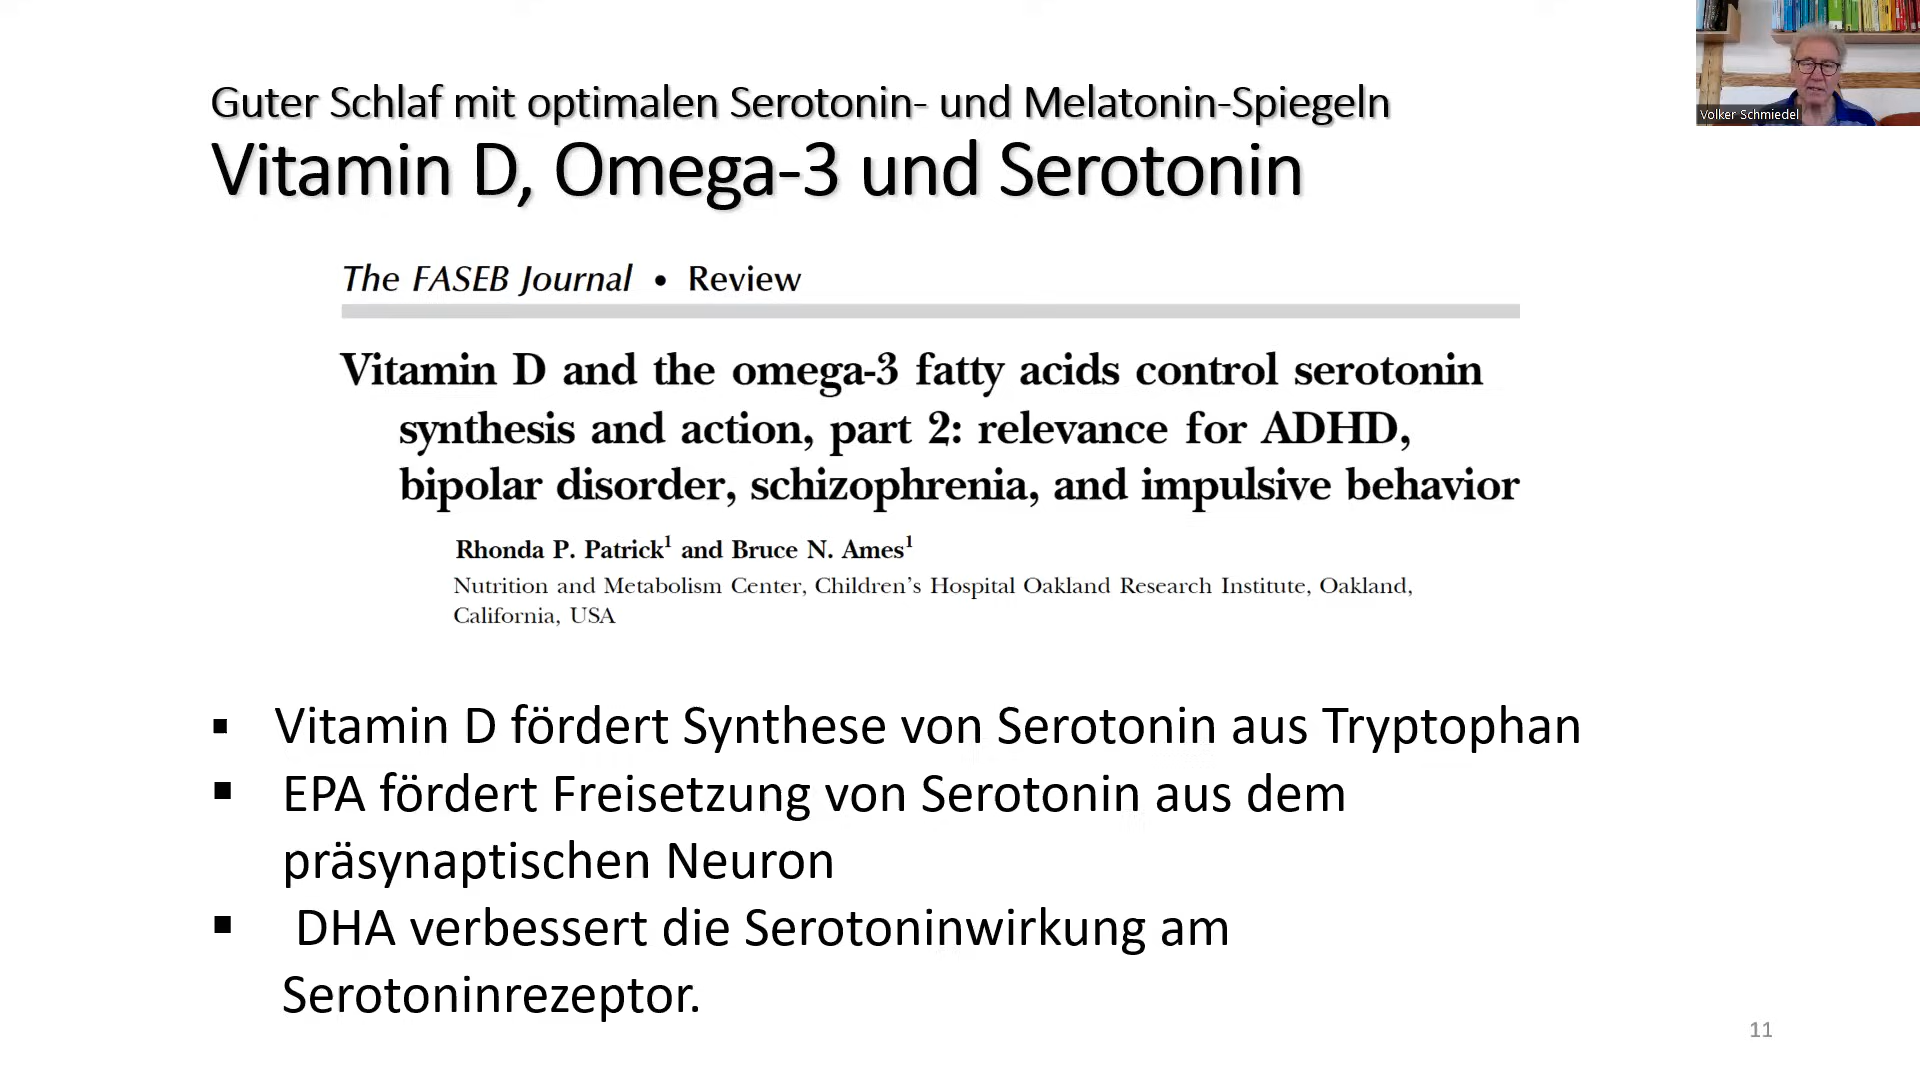 Guter Schlaf mit optimalen Serotonin- und Melatonin-Spiegeln
Vitamin D, Omega-3 und Serotonin
Volker Schmiedel
The FASEB Journal • Review
Vitamin D and the omega-3 fatty acids control serotonin
synthesis and action, part 2: relevance for ADHD,
bipolar disorder, schizophrenia, and impulsive behavior
Rhonda P. Patrick¹ and Bruce N. Ames¹
Nutrition and Metabolism Center, Children's Hospital Oakland Research Institute, Oakland,
California, USA
▪ Vitamin D fördert Synthese von Serotonin aus Tryptophan
▪ EPA fördert Freisetzung von Serotonin aus dem
präsynaptischen Neuron
▪ DHA verbessert die Serotoninwirkung am
Serotoninrezeptor.
11